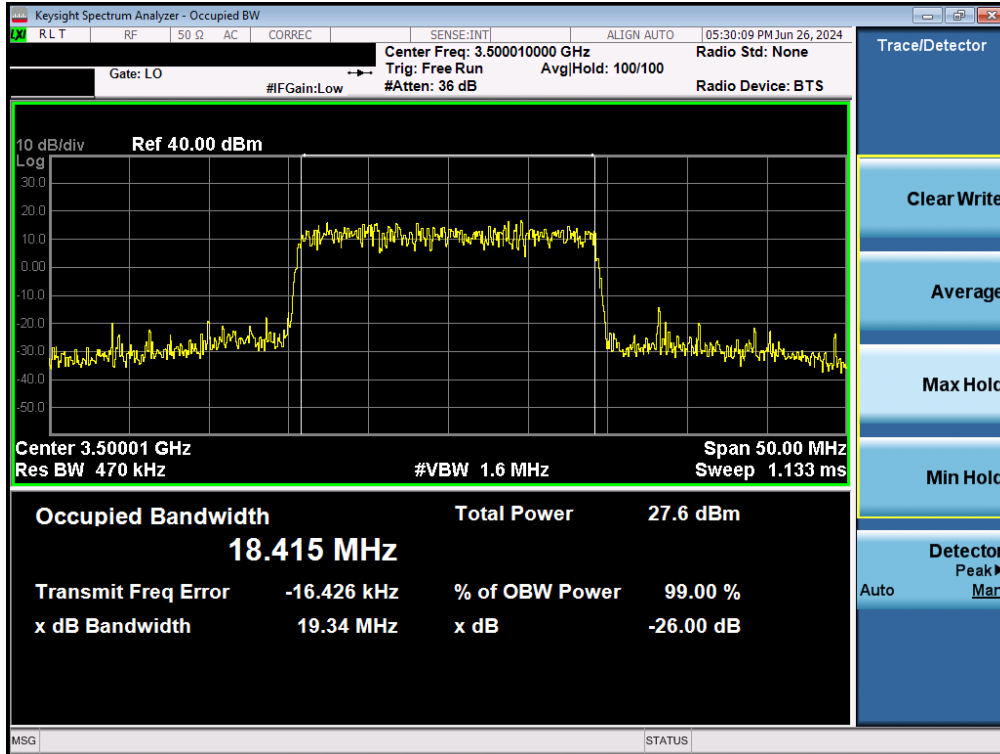 Keysight Spectrum Analyzer - Occupied BW
LXI RLT RF 50 Ω AC CORREC SENSE:INT ALIGN AUTO 05:30:09 PM Jun 26, 2024
Center Freq: 3.500010000 GHz Radio Std: None
Gate: LO Trig: Free Run Avg|Hold: 100/100
#IFGain:Low #Atten: 36 dB Radio Device: BTS
Trace/Detector
10 dB/div Ref 40.00 dBm
Log
30.0
20.0
10.0
0.00
-10.0
-20.0
-30.0
-40.0
-50.0
Center 3.50001 GHz Span 50.00 MHz
Res BW 470 kHz #VBW 1.6 MHz Sweep 1.133 ms
Occupied Bandwidth Total Power 27.6 dBm
18.415 MHz
Transmit Freq Error -16.426 kHz % of OBW Power 99.00 %
x dB Bandwidth 19.34 MHz x dB -26.00 dB
Clear Write
Average
Max Hold
Min Hold
Detector
Peak▶
Auto Man
MSG STATUS